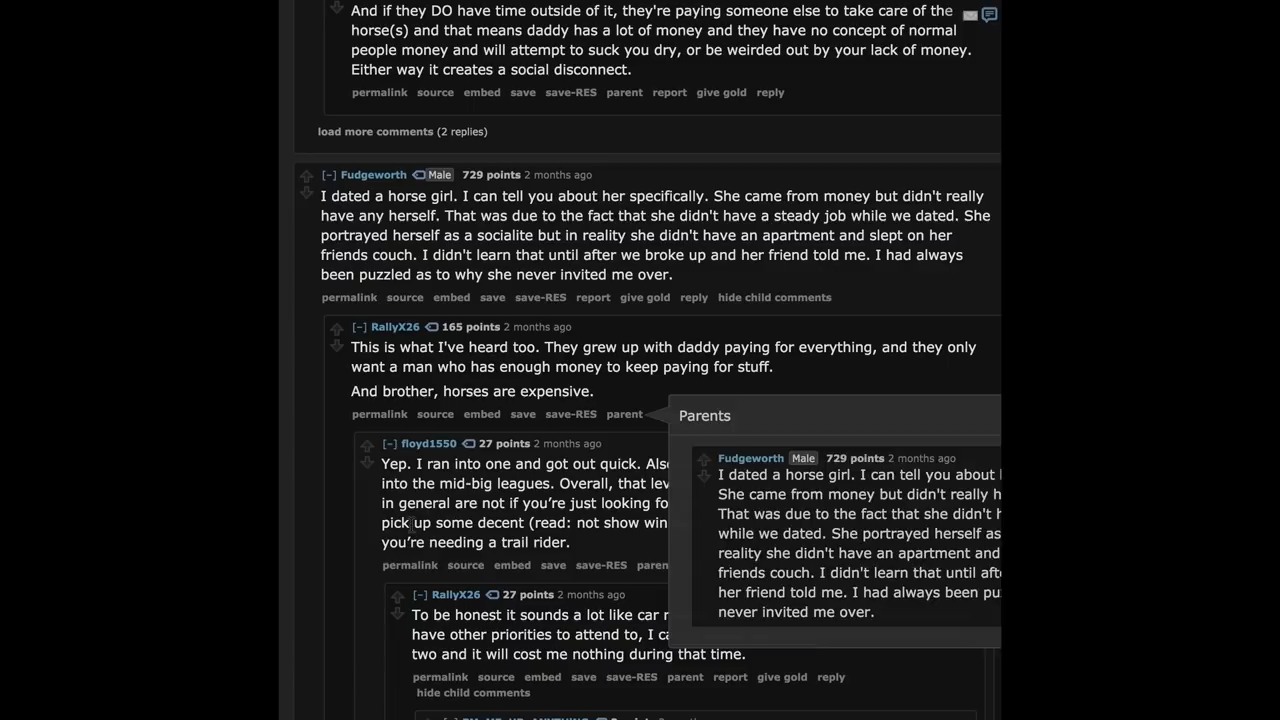 And if they DO have time outside of it, they're paying someone else to take care of the
horse(s) and that means daddy has a lot of money and they have no concept of normal
people money and will attempt to suck you dry, or be weirded out by your lack of money.
Either way it creates a social disconnect.
permalink source embed save save-RES parent report give gold reply
load more comments (2 replies)
[–] Fudgeworth Male 729 points 2 months ago
I dated a horse girl. I can tell you about her specifically. She came from money but didn't really
have any herself. That was due to the fact that she didn't have a steady job while we dated. She
portrayed herself as a socialite but in reality she didn't have an apartment and slept on her
friends couch. I didn't learn that until after we broke up and her friend told me. I had always
been puzzled as to why she never invited me over.
permalink source embed save save-RES report give gold reply hide child comments
[–] RallyX26 165 points 2 months ago
This is what I've heard too. They grew up with daddy paying for everything, and they only
want a man who has enough money to keep paying for stuff.
And brother, horses are expensive.
permalink source embed save save-RES parent
Parents
Fudgeworth Male 729 points 2 months ago
I dated a horse girl. I can tell you about
She came from money but didn't really
That was due to the fact that she didn't
while we dated. She portrayed herself as
reality she didn't have an apartment and
friends couch. I didn't learn that until
her friend told me. I had always been
never invited me over.
[–] floyd1550 27 points 2 months ago
Yep. I ran into one and got out quick.
into the mid-big leagues. Overall, that
in general are not if you’re just looking
pick up some decent (read: not show
you’re needing a trail rider.
permalink source embed save save-RES
[–] RallyX26 27 points 2 months ago
To be honest it sounds a lot like car
have other priorities to attend to, I
two and it will cost me nothing during that time.
permalink source embed save save-RES parent report give gold reply
hide child comments